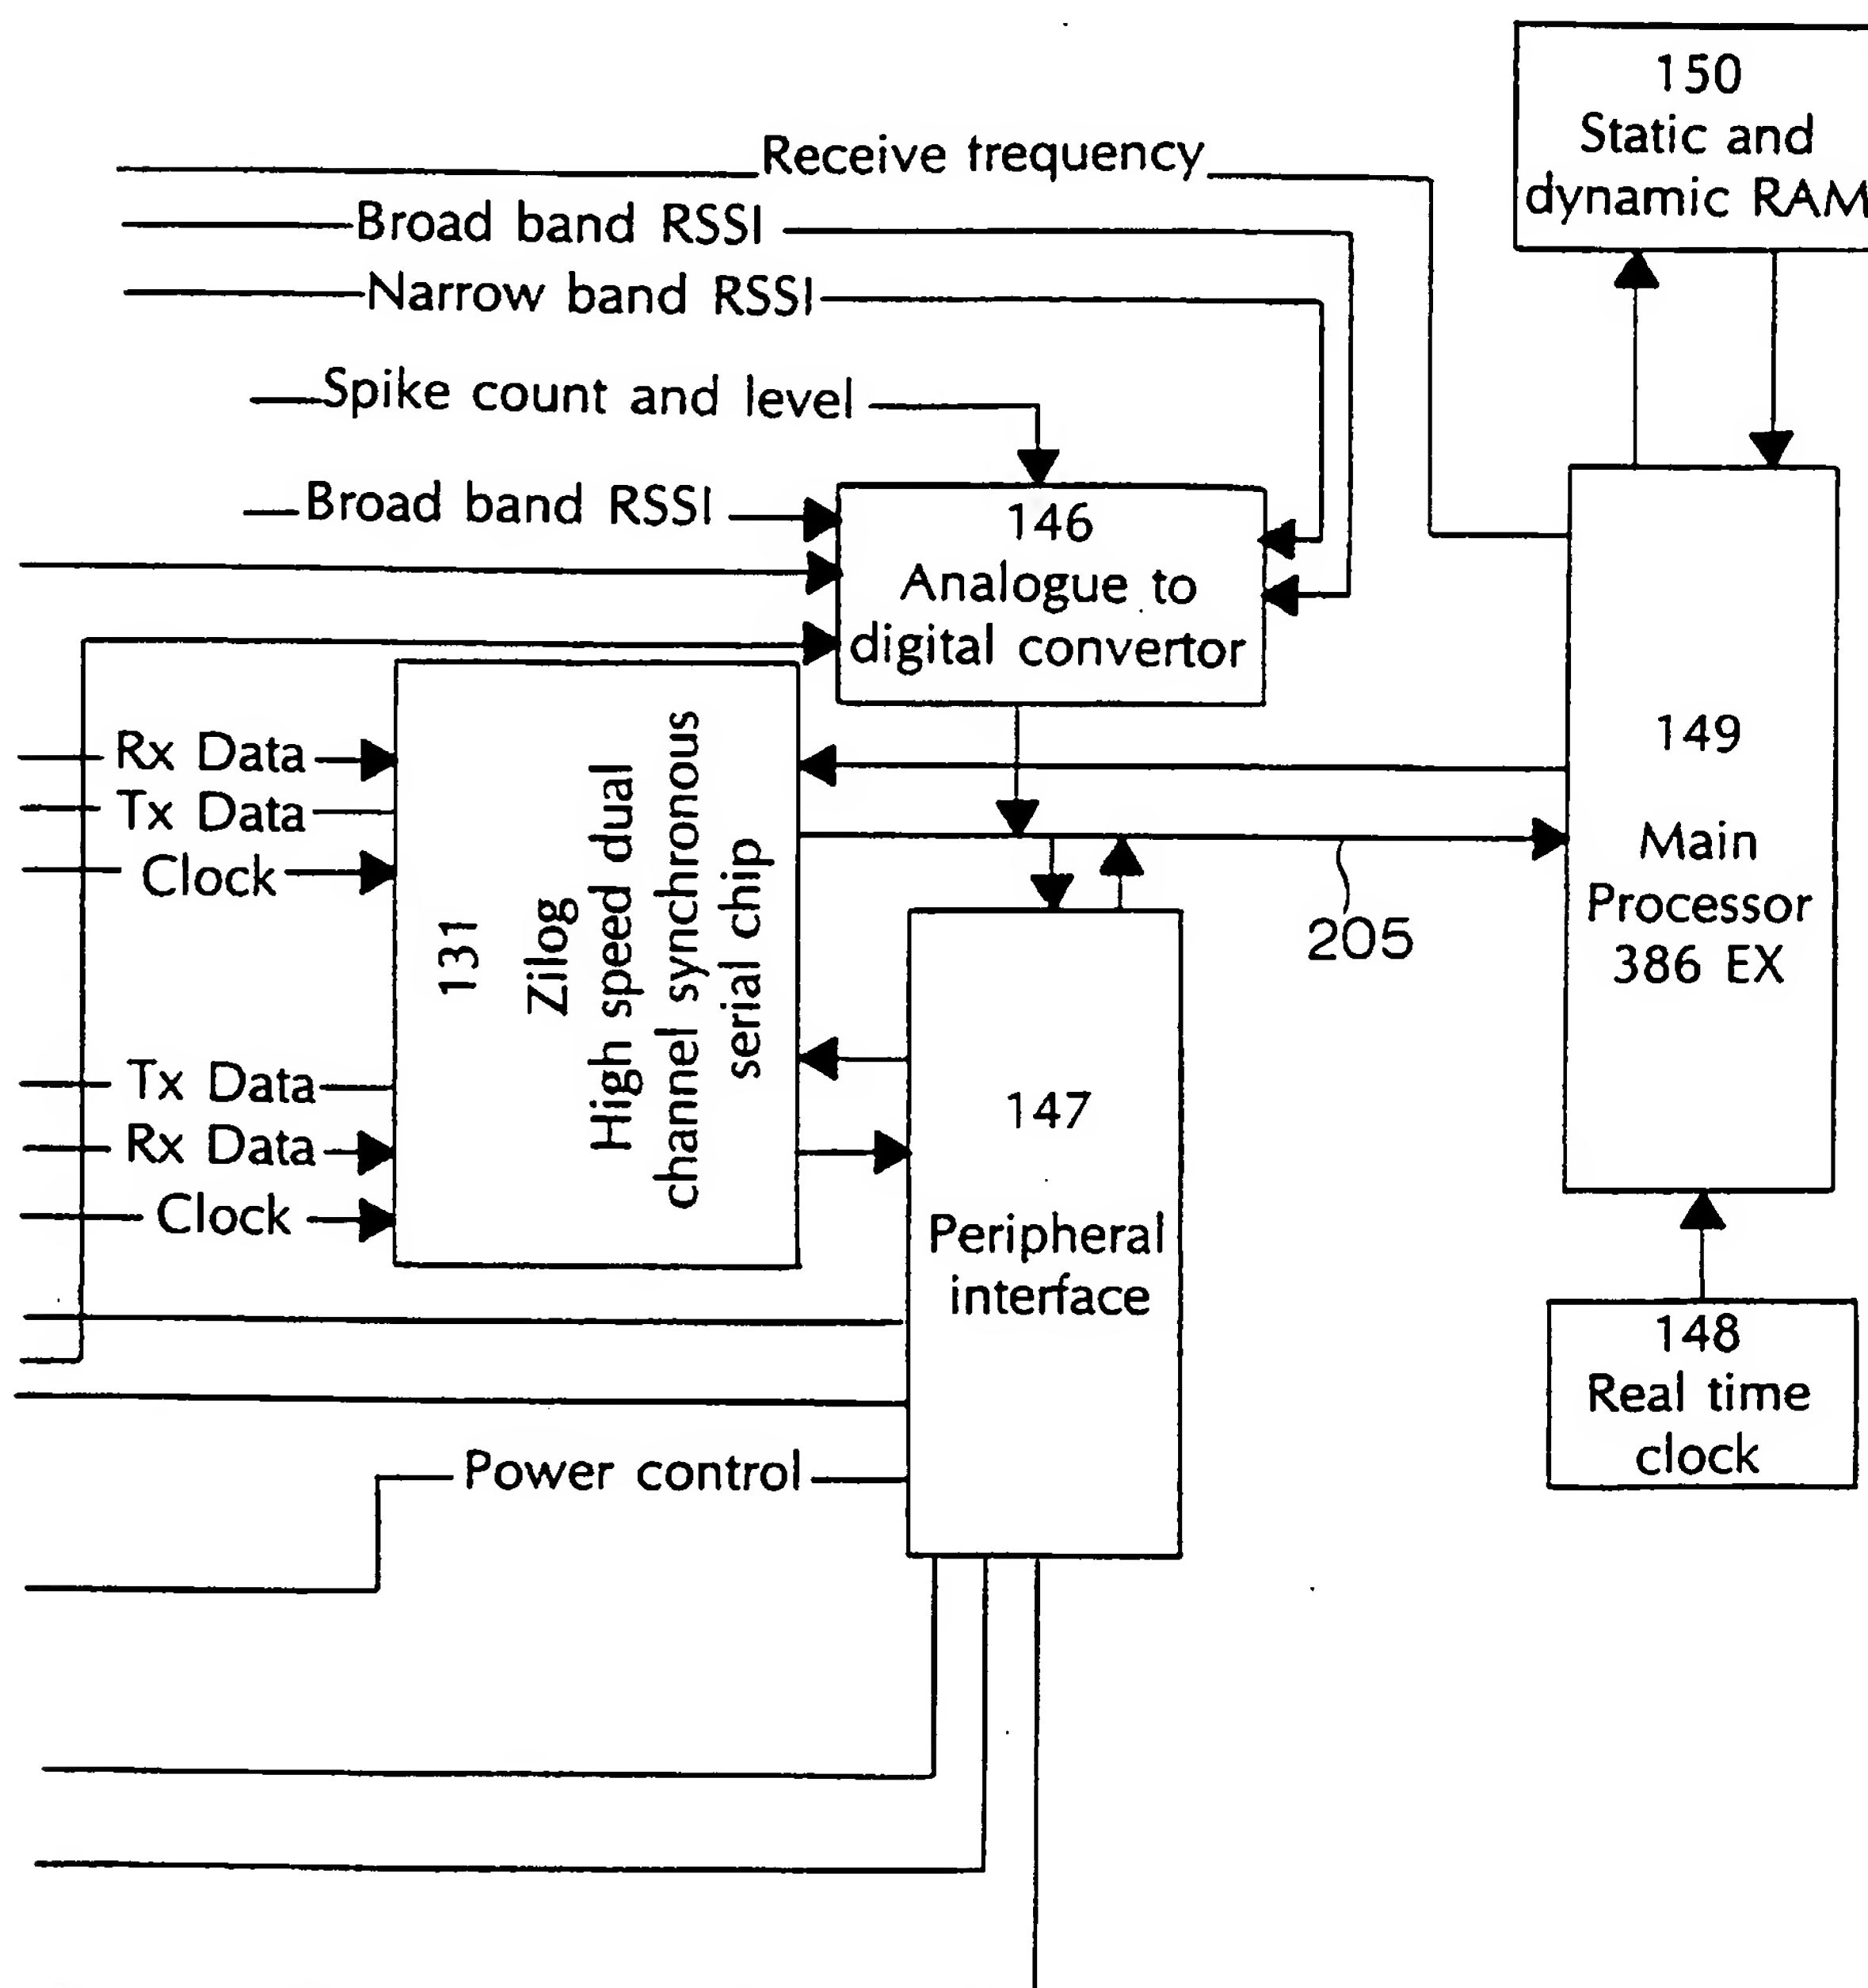 150
Static and
dynamic RAM
Receive frequency
Broad band RSSI
Narrow band RSSI
Spike count and level
Broad band RSSI
146
Analogue to
digital convertor
Rx Data
Tx Data
Clock
Tx Data
Rx Data
Clock
131
Zilog
High speed dual
channel synchronous
serial chip
149
Main
Processor
386 EX
205
147
Peripheral
interface
148
Real time
clock
Power control